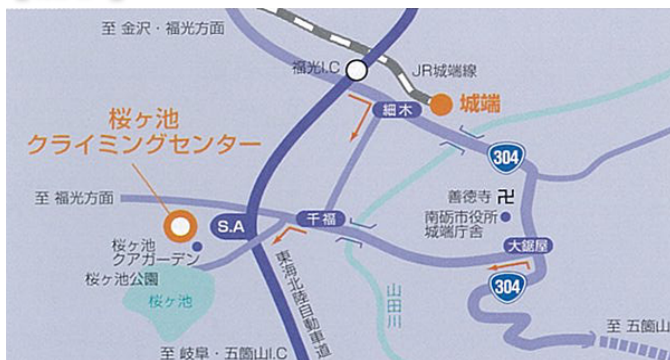 至 金沢・福光方面
福光I.C
JR城端線
城端
細木
桜ヶ池
クライミングセンター
304
善徳寺 卍
至 福光方面
S.A
千福
南砺市役所
城端庁舎
大鋸屋
桜ヶ池
クアガーデン
桜ヶ池公園
桜ヶ池
東海北陸自動車道
山田川
304
至 五箇山
至 岐阜・五箇山I.C